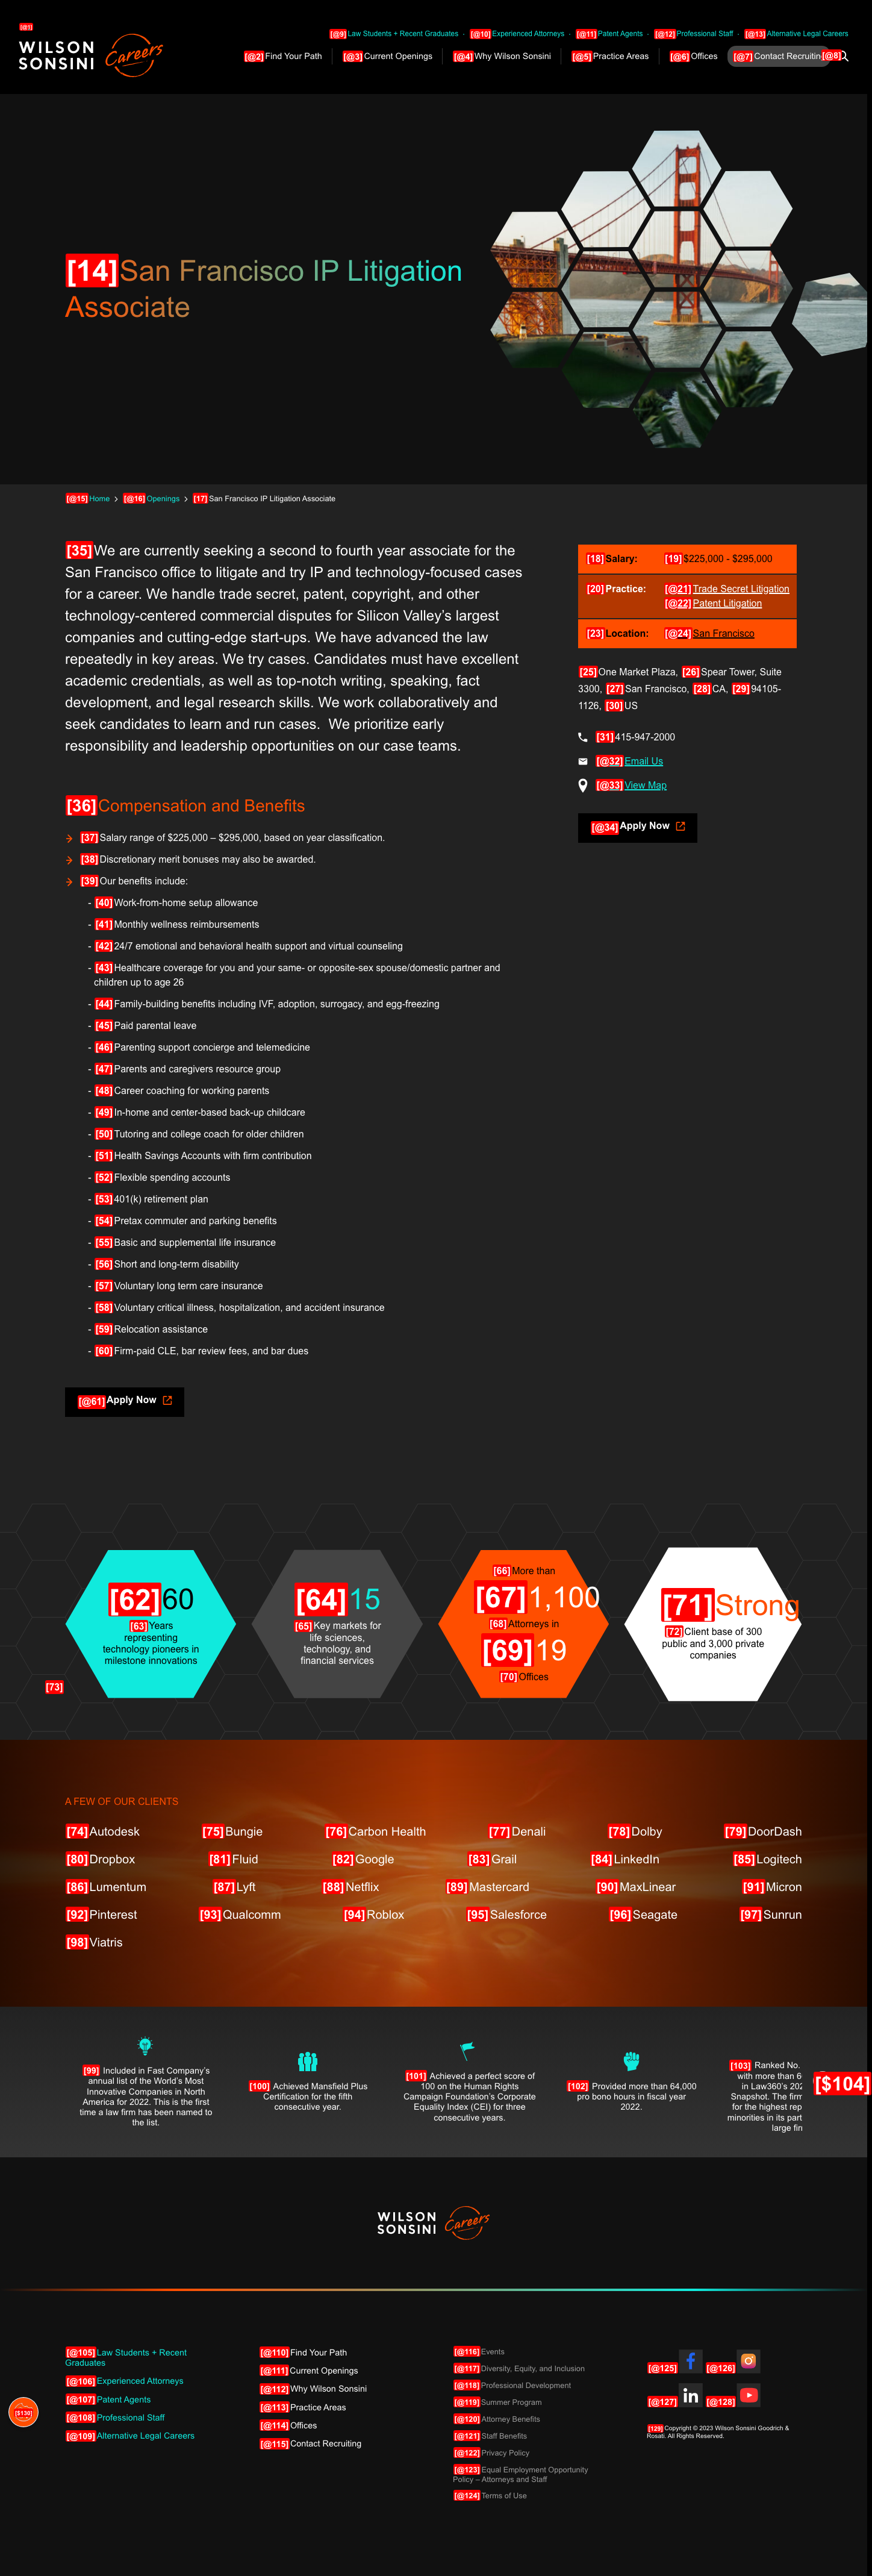 [@1]
WILSON
SONSINI Careers
[@9] Law Students + Recent Graduates · [@10] Experienced Attorneys · [@11] Patent Agents · [@12] Professional Staff · [@13] Alternative Legal Careers
[@2] Find Your Path [@3] Current Openings [@4] Why Wilson Sonsini [@5] Practice Areas [@6] Offices [@7] Contact Recruiting [@8]
[14] San Francisco IP Litigation
Associate
[@15] Home > [@16] Openings > [17] San Francisco IP Litigation Associate
[35] We are currently seeking a second to fourth year associate for the
San Francisco office to litigate and try IP and technology-focused cases
for a career. We handle trade secret, patent, copyright, and other
technology-centered commercial disputes for Silicon Valley's largest
companies and cutting-edge start-ups. We have advanced the law
repeatedly in key areas. We try cases. Candidates must have excellent
academic credentials, as well as top-notch writing, speaking, fact
development, and legal research skills. We work collaboratively and
seek candidates to learn and run cases.  We prioritize early
responsibility and leadership opportunities on our case teams.
[18] Salary: [19] $225,000 - $295,000
[20] Practice: [@21] Trade Secret Litigation
[@22] Patent Litigation
[23] Location: [@24] San Francisco
[25] One Market Plaza, [26] Spear Tower, Suite
3300, [27] San Francisco, [28] CA, [29] 94105-
1126, [30] US
[31] 415-947-2000
[@32] Email Us
[@33] View Map
[@34] Apply Now
[36] Compensation and Benefits
[37] Salary range of $225,000 – $295,000, based on year classification.
[38] Discretionary merit bonuses may also be awarded.
[39] Our benefits include:
- [40] Work-from-home setup allowance
- [41] Monthly wellness reimbursements
- [42] 24/7 emotional and behavioral health support and virtual counseling
- [43] Healthcare coverage for you and your same- or opposite-sex spouse/domestic partner and
children up to age 26
- [44] Family-building benefits including IVF, adoption, surrogacy, and egg-freezing
- [45] Paid parental leave
- [46] Parenting support concierge and telemedicine
- [47] Parents and caregivers resource group
- [48] Career coaching for working parents
- [49] In-home and center-based back-up childcare
- [50] Tutoring and college coach for older children
- [51] Health Savings Accounts with firm contribution
- [52] Flexible spending accounts
- [53] 401(k) retirement plan
- [54] Pretax commuter and parking benefits
- [55] Basic and supplemental life insurance
- [56] Short and long-term disability
- [57] Voluntary long term care insurance
- [58] Voluntary critical illness, hospitalization, and accident insurance
- [59] Relocation assistance
- [60] Firm-paid CLE, bar review fees, and bar dues
[@61] Apply Now
[62] 60
[63] Years
representing
technology pioneers in
milestone innovations
[64] 15
[65] Key markets for
life sciences,
technology, and
financial services
[66] More than
[67] 1,100
[68] Attorneys in
[69] 19
[70] Offices
[71] Strong
[72] Client base of 300
public and 3,000 private
companies
[73]
A FEW OF OUR CLIENTS
[74] Autodesk [75] Bungie [76] Carbon Health [77] Denali [78] Dolby [79] DoorDash
[80] Dropbox [81] Fluid [82] Google [83] Grail [84] LinkedIn [85] Logitech
[86] Lumentum [87] Lyft [88] Netflix [89] Mastercard [90] MaxLinear [91] Micron
[92] Pinterest [93] Qualcomm [94] Roblox [95] Salesforce [96] Seagate [97] Sunrun
[98] Viatris
[99] Included in Fast Company's
annual list of the World's Most
Innovative Companies in North
America for 2022. This is the first
time a law firm has been named to
the list.
[100] Achieved Mansfield Plus
Certification for the fifth
consecutive year.
[101] Achieved a perfect score of
100 on the Human Rights
Campaign Foundation's Corporate
Equality Index (CEI) for three
consecutive years.
[102] Provided more than 64,000
pro bono hours in fiscal year
2022.
[103] Ranked No.
with more than 6
in Law360's 202
Snapshot. The firm
for the highest rep
minorities in its part
large fin
[$104]
WILSON
SONSINI Careers
[@105] Law Students + Recent
Graduates
[@106] Experienced Attorneys
[@107] Patent Agents
[@108] Professional Staff
[@109] Alternative Legal Careers
[@110] Find Your Path
[@111] Current Openings
[@112] Why Wilson Sonsini
[@113] Practice Areas
[@114] Offices
[@115] Contact Recruiting
[@116] Events
[@117] Diversity, Equity, and Inclusion
[@118] Professional Development
[@119] Summer Program
[@120] Attorney Benefits
[@121] Staff Benefits
[@122] Privacy Policy
[@123] Equal Employment Opportunity
Policy – Attorneys and Staff
[@124] Terms of Use
[@125] [@126]
[@127] [@128]
[129] Copyright © 2023 Wilson Sonsini Goodrich &
Rosati. All Rights Reserved.
[$130]